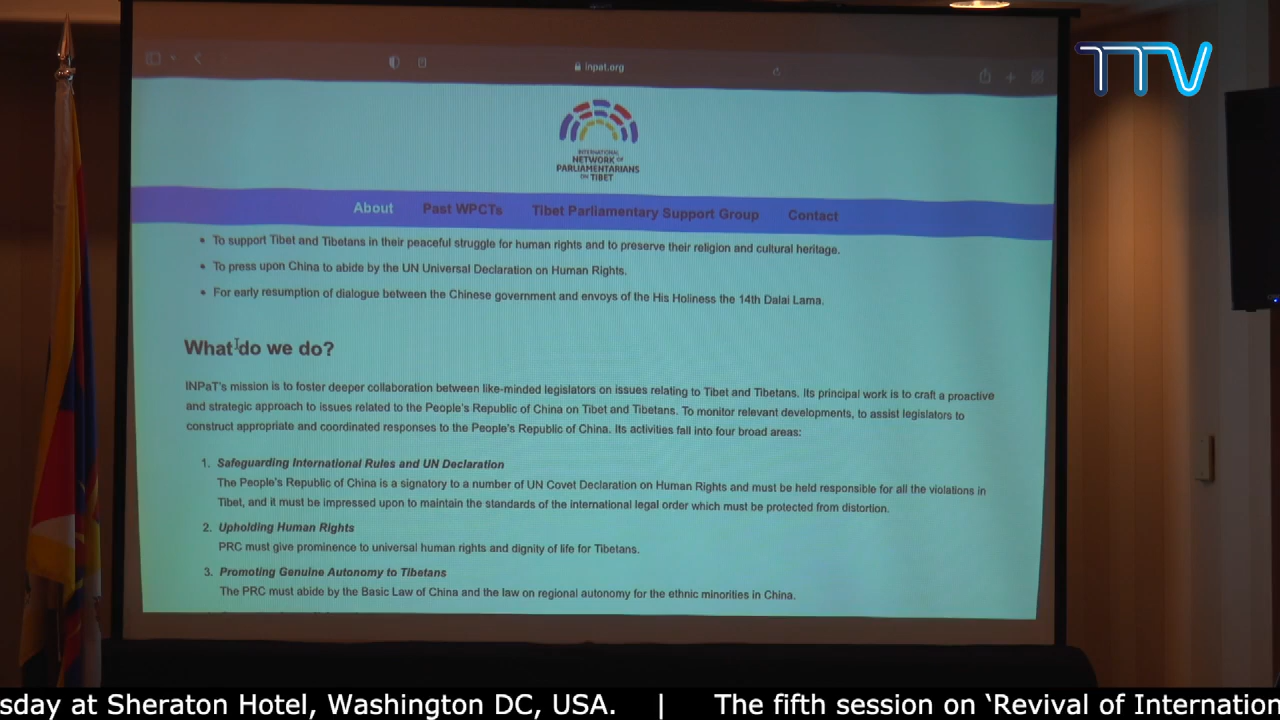 TTV
inpat.org
INTERNATIONAL
NETWORK OF
PARLIAMENTARIANS
ON TIBET
About Past WPCTs Tibet Parliamentary Support Group Contact
• To support Tibet and Tibetans in their peaceful struggle for human rights and to preserve their religion and cultural heritage.
• To press upon China to abide by the UN Universal Declaration on Human Rights.
• For early resumption of dialogue between the Chinese government and envoys of the His Holiness the 14th Dalai Lama.
What do we do?
INPaT's mission is to foster deeper collaboration between like-minded legislators on issues relating to Tibet and Tibetans. Its principal work is to craft a proactive
and strategic approach to issues related to the People's Republic of China on Tibet and Tibetans. To monitor relevant developments, to assist legislators to
construct appropriate and coordinated responses to the People's Republic of China. Its activities fall into four broad areas:
1. Safeguarding International Rules and UN Declaration
The People's Republic of China is a signatory to a number of UN Covet Declaration on Human Rights and must be held responsible for all the violations in
Tibet, and it must be impressed upon to maintain the standards of the international legal order which must be protected from distortion.
2. Upholding Human Rights
PRC must give prominence to universal human rights and dignity of life for Tibetans.
3. Promoting Genuine Autonomy to Tibetans
The PRC must abide by the Basic Law of China and the law on regional autonomy for the ethnic minorities in China.
sday at Sheraton Hotel, Washington DC, USA. | The fifth session on ‘Revival of Internation